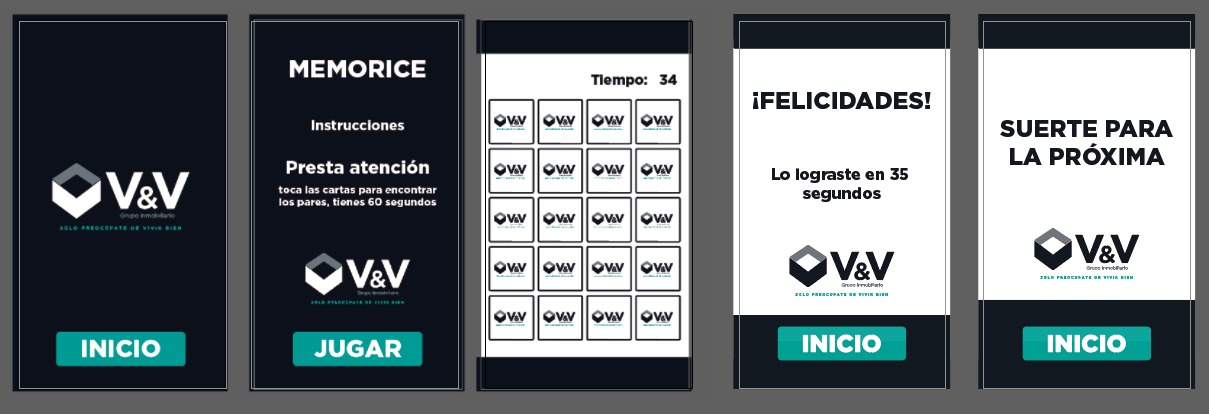 V&V
Grupo Inmobiliario
SOLO PREOCÚPATE DE VIVIR BIEN
INICIO
MEMORICE
Instrucciones
Presta atención
toca las cartas para encontrar
los pares, tienes 60 segundos
V&V
Grupo Inmobiliario
SOLO PREOCÚPATE DE VIVIR BIEN
JUGAR
Tiempo: 34
V&V V&V V&V V&V
V&V V&V V&V V&V
V&V V&V V&V V&V
V&V V&V V&V V&V
V&V V&V V&V V&V
¡FELICIDADES!
Lo lograste en 35
segundos
V&V
Grupo Inmobiliario
SOLO PREOCÚPATE DE VIVIR BIEN
INICIO
SUERTE PARA
LA PRÓXIMA
V&V
Grupo Inmobiliario
SOLO PREOCÚPATE DE VIVIR BIEN
INICIO